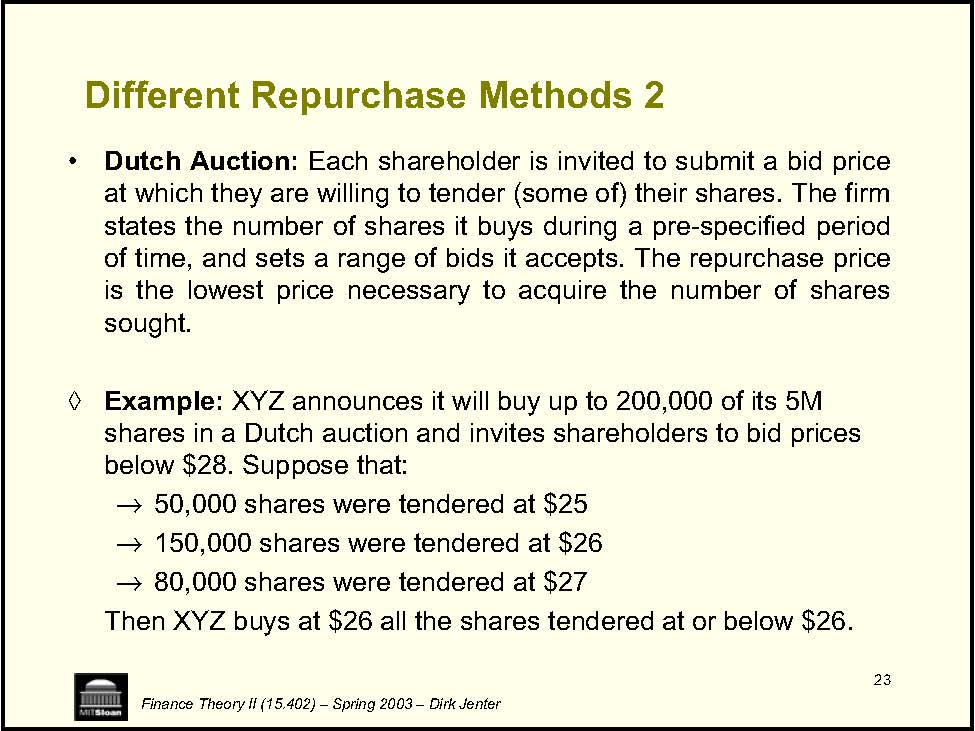 Different Repurchase Methods 2
• Dutch Auction: Each shareholder is invited to submit a bid price
at which they are willing to tender (some of) their shares. The firm
states the number of shares it buys during a pre-specified period
of time, and sets a range of bids it accepts. The repurchase price
is the lowest price necessary to acquire the number of shares
sought.
◊ Example: XYZ announces it will buy up to 200,000 of its 5M
shares in a Dutch auction and invites shareholders to bid prices
below $28. Suppose that:
→ 50,000 shares were tendered at $25
→ 150,000 shares were tendered at $26
→ 80,000 shares were tendered at $27
Then XYZ buys at $26 all the shares tendered at or below $26.
23
MITSloan
Finance Theory II (15.402) – Spring 2003 – Dirk Jenter